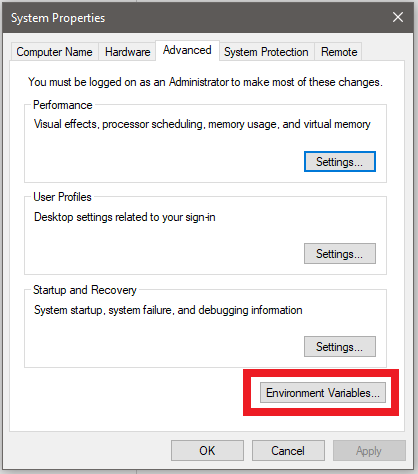 System Properties
Computer Name Hardware Advanced System Protection Remote
You must be logged on as an Administrator to make most of these changes.
Performance
Visual effects, processor scheduling, memory usage, and virtual memory
Settings...
User Profiles
Desktop settings related to your sign-in
Settings...
Startup and Recovery
System startup, system failure, and debugging information
Settings...
Environment Variables...
OK Cancel Apply